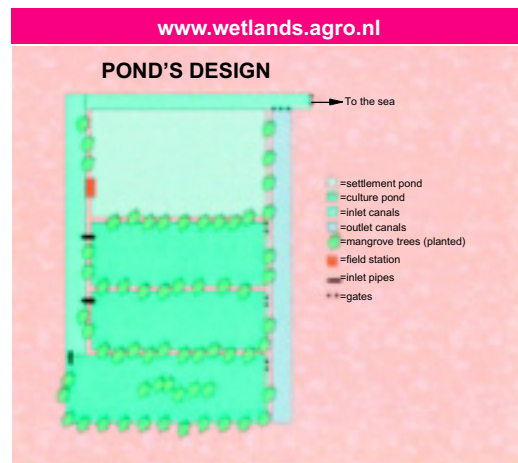 www.wetlands.agro.nl
POND'S DESIGN
To the sea
=settlement pond
=culture pond
=inlet canals
=outlet canals
=mangrove trees (planted)
=field station
=inlet pipes
=gates